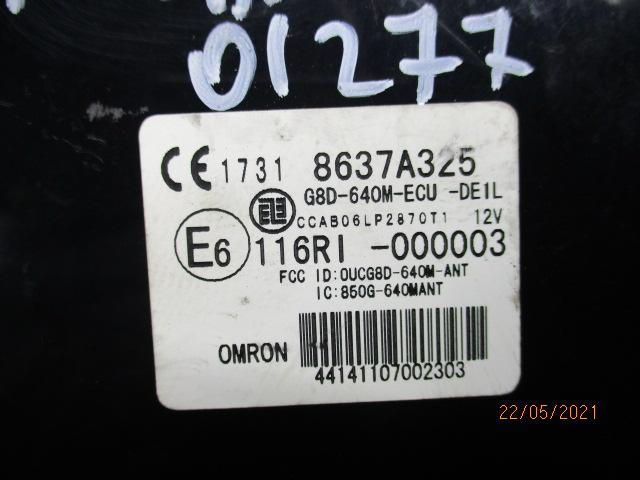 01277
CE 1731 8637A325
G8D-640M-ECU -DE1L
CCAB06LP2870T1 12V
E6 116RI -000003
FCC ID:OUCG8D-640M-ANT
IC:850G-640MANT
OMRON
44141107002303
22/05/2021